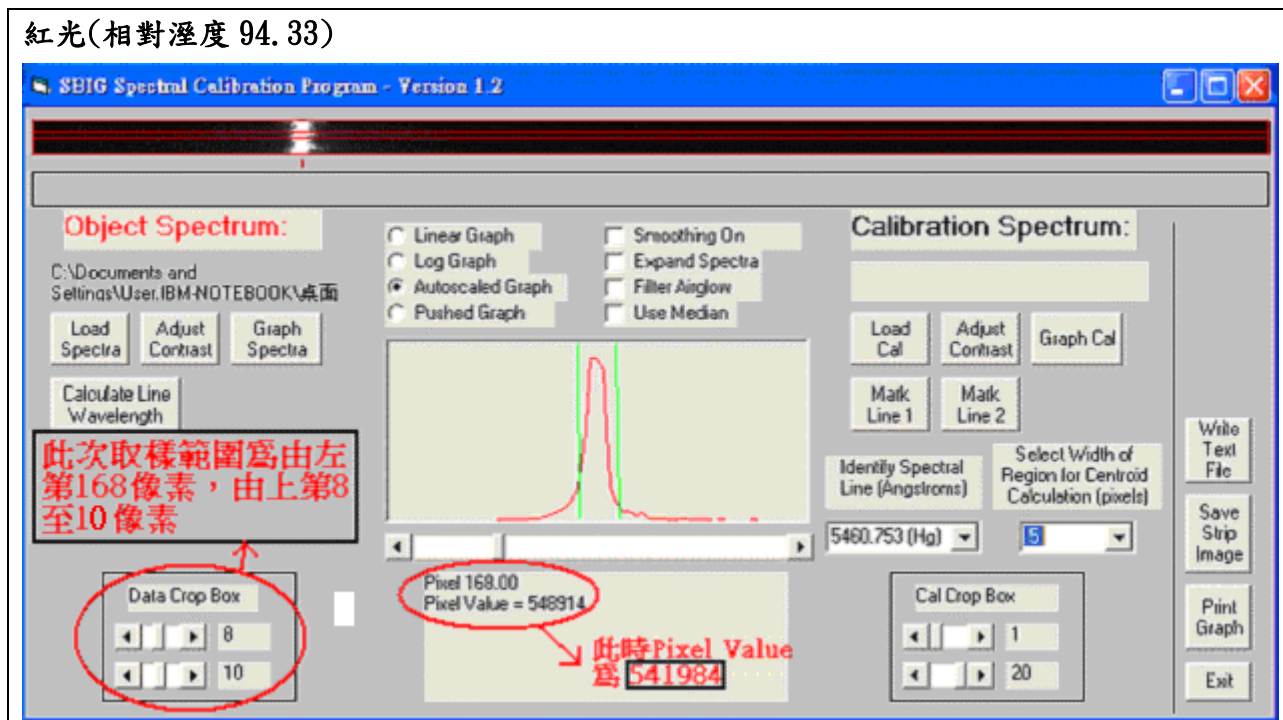 紅光(相對溼度 94.33)
SBIG Spectral Calibration Program - Version 1.2
Object Spectrum:
C:\Documents and
Settings\User.IBM-NOTEBOOK\桌面
Load
Spectra
Adjust
Contrast
Graph
Spectra
Calculate Line
Wavelength
此次取樣範圍為由左
第168像素，由上第8
至10像素
Data Crop Box
8
10
Linear Graph
Log Graph
Autoscaled Graph
Pushed Graph
Smoothing On
Expand Spectra
Filter Airglow
Use Median
Pixel 168.00
Pixel Value = 548914
此時Pixel Value
為 541984
Calibration Spectrum:
Load
Cal
Adjust
Contrast
Graph Cal
Mark
Line 1
Mark
Line 2
Identify Spectral
Line (Angstroms)
Select Width of
Region for Centroid
Calculation (pixels)
5460.753 (Hg)
5
Cal Crop Box
1
20
Write
Text
File
Save
Strip
Image
Print
Graph
Exit